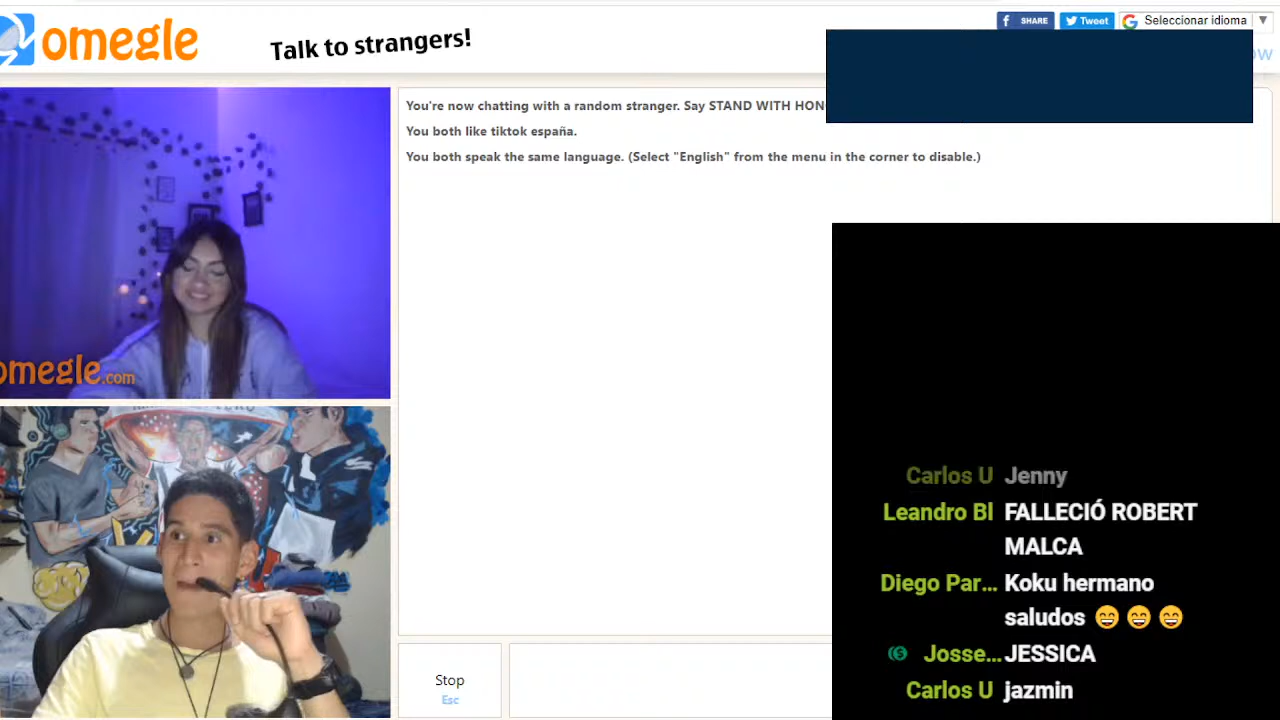 omegle
Talk to strangers!
SHARE
Tweet
Seleccionar idioma
You're now chatting with a random stranger. Say STAND WITH HON
You both like tiktok españa.
You both speak the same language. (Select "English" from the menu in the corner to disable.)
omegle.com
Stop
Esc
Carlos U Jenny
Leandro Bl FALLECIÓ ROBERT
MALCA
Diego Par... Koku hermano
saludos 😁 😁 😁
Josse... JESSICA
Carlos U jazmin